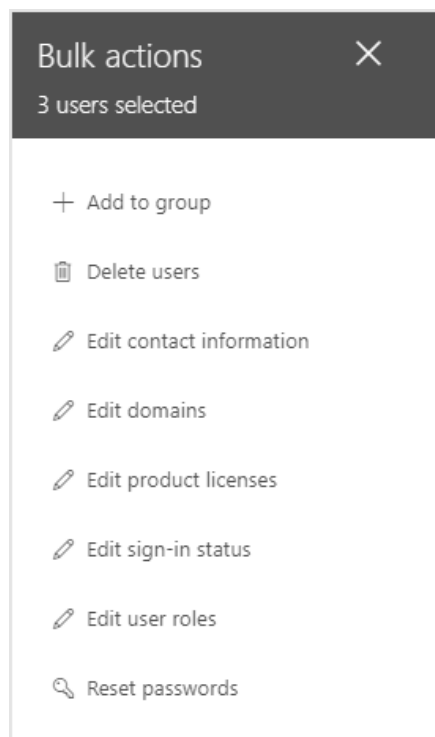 Bulk actions
3 users selected
Add to group
Delete users
Edit contact information
Edit domains
Edit product licenses
Edit sign-in status
Edit user roles
Reset passwords